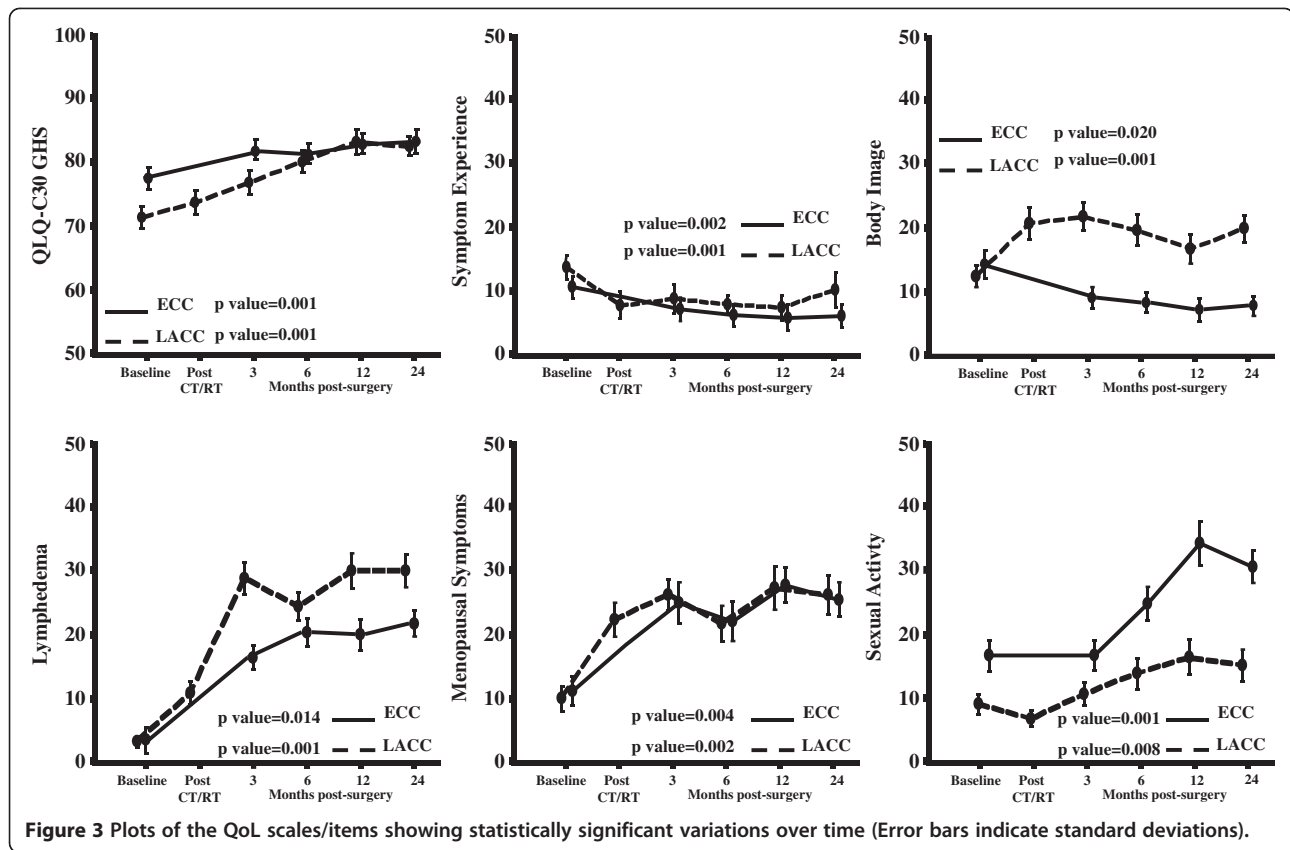 QLQ-C30 GHS
100
90
80
70
60
50
ECC p value=0.001
LACC p value=0.001
Baseline Post CT/RT 3 6 12 24
Months post-surgery
Symptom Experience
50
40
30
20
10
0
p value=0.002 ECC
p value=0.001 LACC
Baseline Post CT/RT 3 6 12 24
Months post-surgery
Body Image
50
40
30
20
10
0
ECC p value=0.020
LACC p value=0.001
Baseline Post CT/RT 3 6 12 24
Months post-surgery
Lymphedema
50
40
30
20
10
0
p value=0.014 ECC
p value=0.001 LACC
Baseline Post CT/RT 3 6 12 24
Months post-surgery
Menopausal Symptoms
50
40
30
20
10
0
p value=0.004 ECC
p value=0.002 LACC
Baseline Post CT/RT 3 6 12 24
Months post-surgery
Sexual Activty
50
40
30
20
10
0
p value=0.001 ECC
p value=0.008 LACC
Baseline Post CT/RT 3 6 12 24
Months post-surgery
Figure 3 Plots of the QoL scales/items showing statistically significant variations over time (Error bars indicate standard deviations).